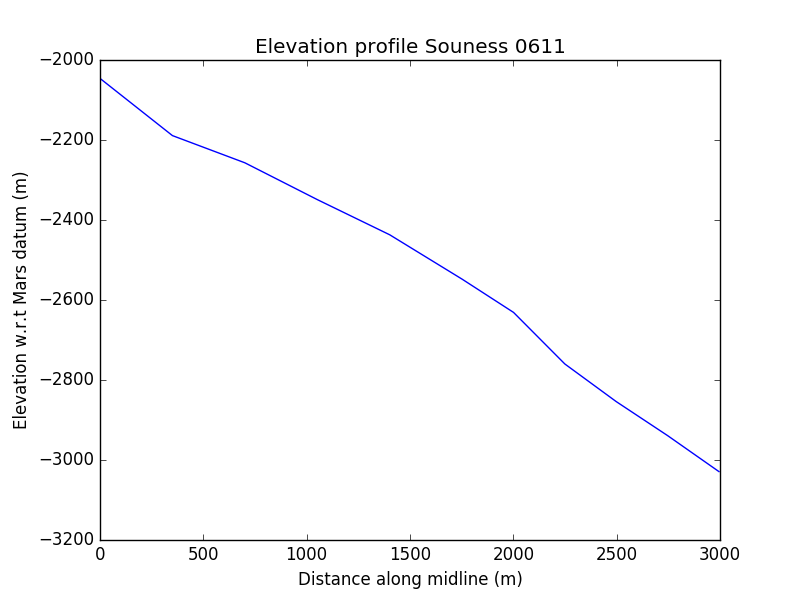 Elevation profile Souness 0611
−2000
−2200
−2400
−2600
−2800
−3000
−3200
Elevation w.r.t Mars datum (m)
0 500 1000 1500 2000 2500 3000
Distance along midline (m)